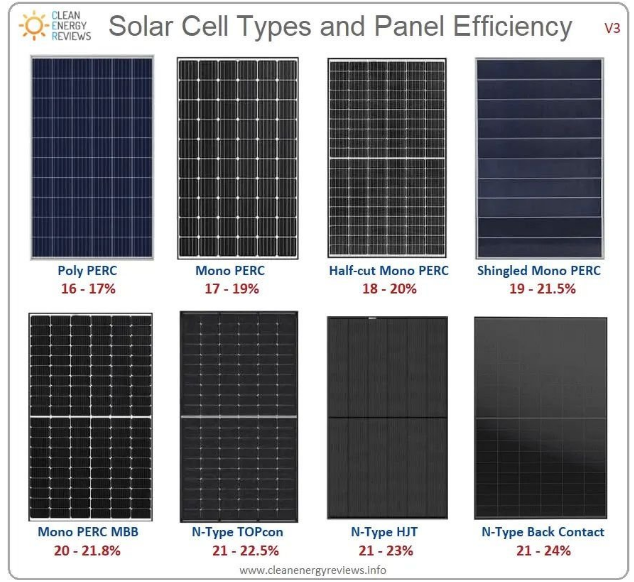 CLEAN
ENERGY
REVIEWS
Solar Cell Types and Panel Efficiency
V3
Poly PERC
16 - 17%
Mono PERC
17 - 19%
Half-cut Mono PERC
18 - 20%
Shingled Mono PERC
19 - 21.5%
Mono PERC MBB
20 - 21.8%
N-Type TOPcon
21 - 22.5%
N-Type HJT
21 - 23%
N-Type Back Contact
21 - 24%
www.cleanenergyreviews.info